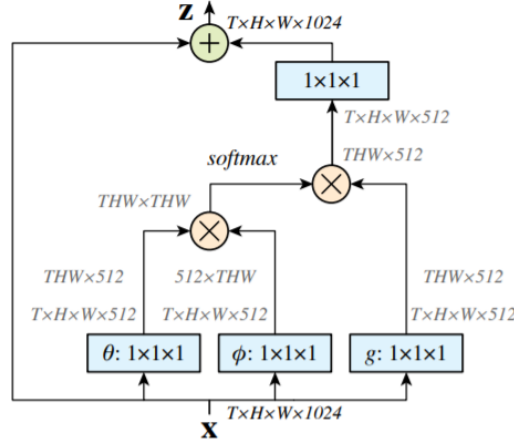 z
T×H×W×1024
+
1×1×1
T×H×W×512
softmax
THW×512
×
THW×THW
×
THW×512
512×THW
THW×512
T×H×W×512
T×H×W×512
T×H×W×512
θ: 1×1×1
ϕ: 1×1×1
g: 1×1×1
x
T×H×W×1024